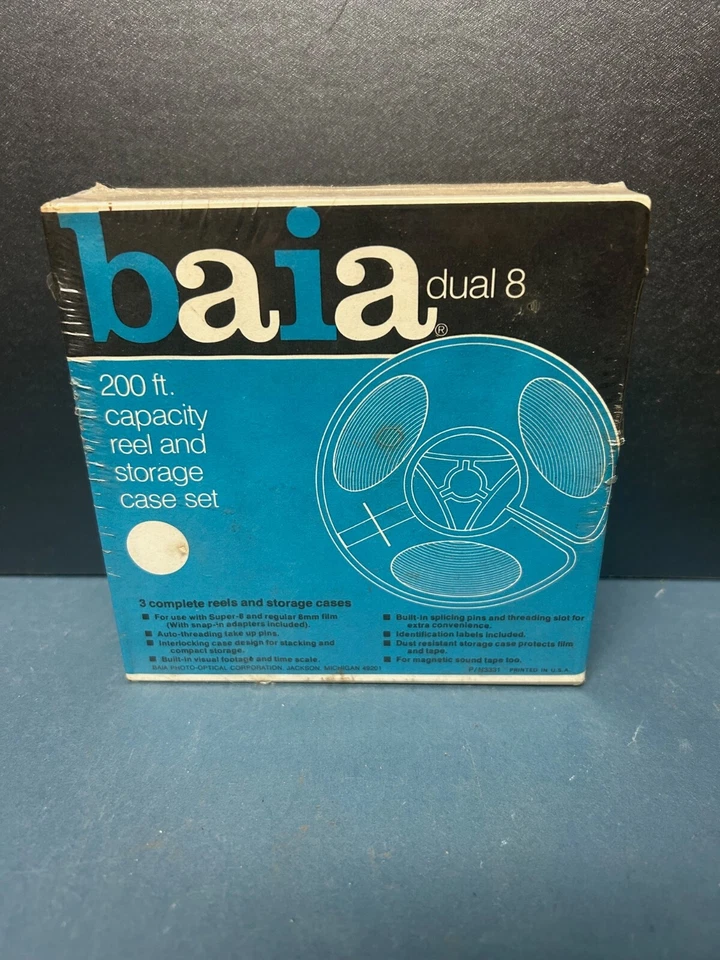 baia®
dual 8
200 ft.
capacity
reel and
storage
case set
3 complete reels and storage cases
■ For use with Super-8 and regular 8mm film
(With snap-in adapters included).
■ Auto-threading take up pins.
■ Interlocking case design for stacking and
compact storage.
■ Built-in visual footage and time scale.
■ Built-in splicing pins and threading slot for
extra convenience.
■ Identification labels included.
■ Dust resistant storage case protects film
and tape.
■ For magnetic sound tape too.
BAIA PHOTO-OPTICAL CORPORATION, JACKSON, MICHIGAN 49201
PRINTED IN U.S.A.